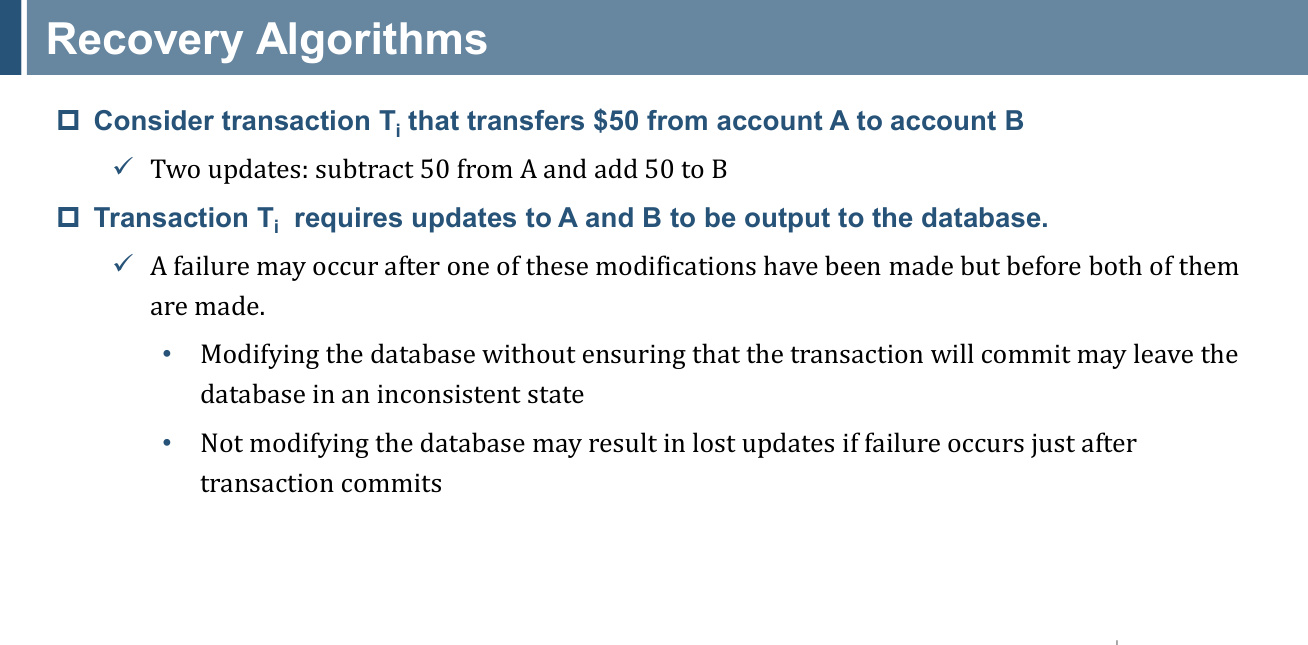 Recovery Algorithms
Consider transaction Ti that transfers $50 from account A to account B
✓ Two updates: subtract 50 from A and add 50 to B
Transaction Ti requires updates to A and B to be output to the database.
✓ A failure may occur after one of these modifications have been made but before both of them
are made.
• Modifying the database without ensuring that the transaction will commit may leave the
database in an inconsistent state
• Not modifying the database may result in lost updates if failure occurs just after
transaction commits